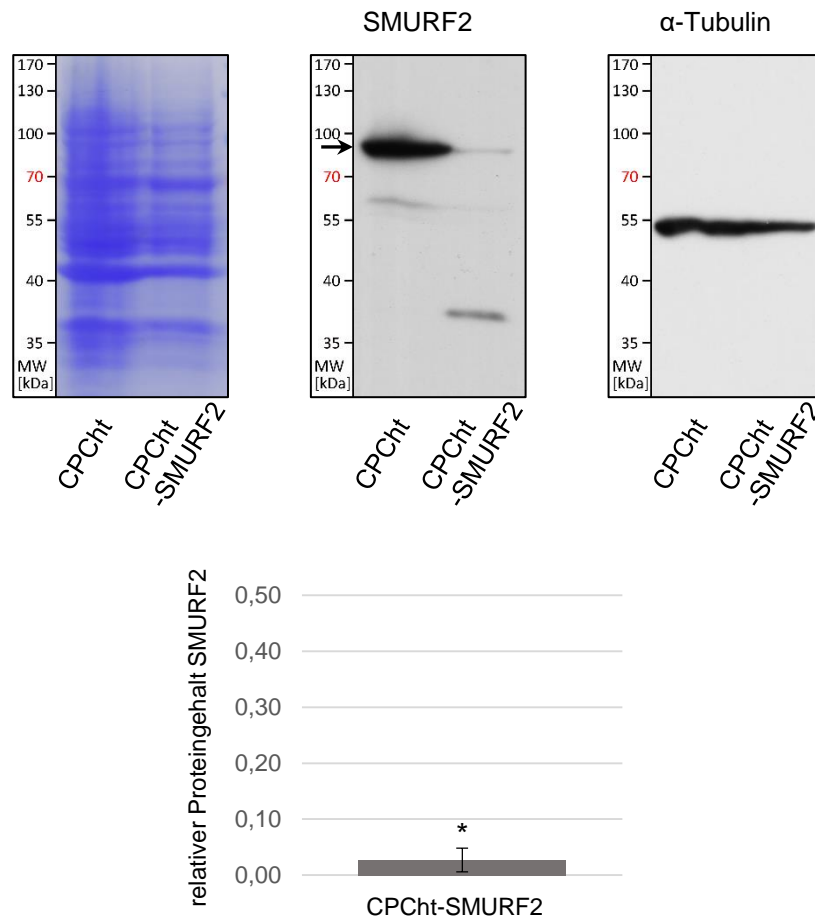 SMURF2
α-Tubulin
170
130
100
70
55
40
35
MW
[kDa]
CPCht
CPCht
-SMURF2
170
130
100
70
55
40
35
MW
[kDa]
CPCht
CPCht
-SMURF2
170
130
100
70
55
40
35
MW
[kDa]
CPCht
CPCht
-SMURF2
relativer Proteingehalt SMURF2
0,50
0,40
0,30
0,20
0,10
0,00
*
CPCht-SMURF2